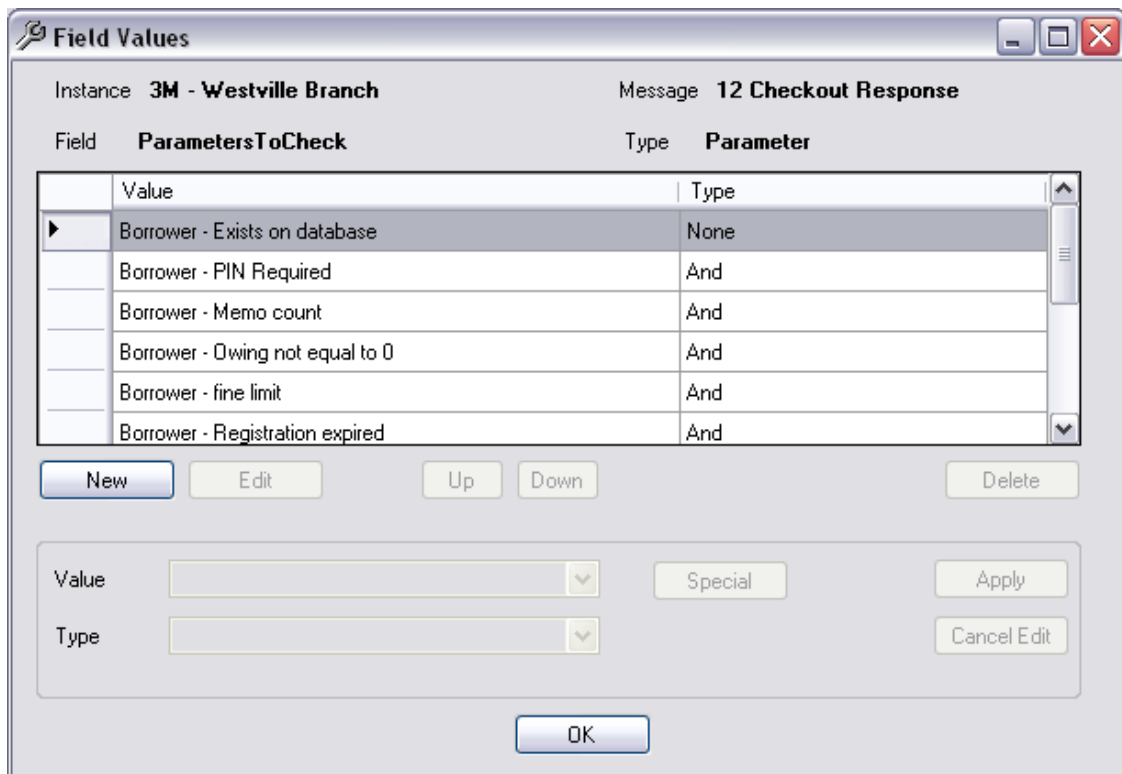 Field Values
Instance 3M - Westville Branch Message 12 Checkout Response
Field ParametersToCheck Type Parameter
Value Type
Borrower - Exists on database None
Borrower - PIN Required And
Borrower - Memo count And
Borrower - Owing not equal to 0 And
Borrower - fine limit And
Borrower - Registration expired And
New Edit Up Down Delete
Value Special Apply
Type Cancel Edit
OK